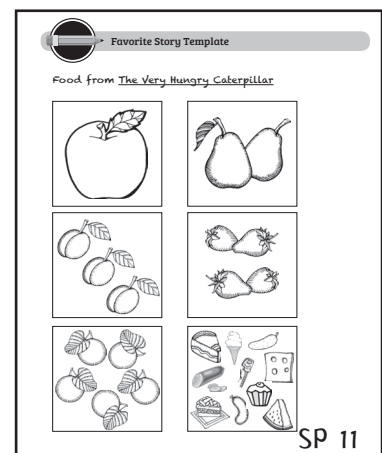 Favorite Story Template
Food from The Very Hungry Caterpillar
SP 11